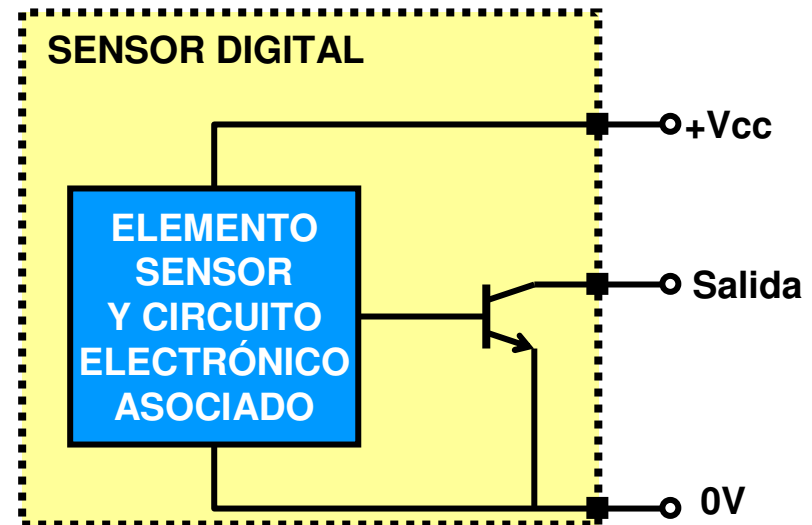 SENSOR DIGITAL
+Vcc
ELEMENTO
SENSOR
Y CIRCUITO
ELECTRÓNICO
ASOCIADO
Salida
0V